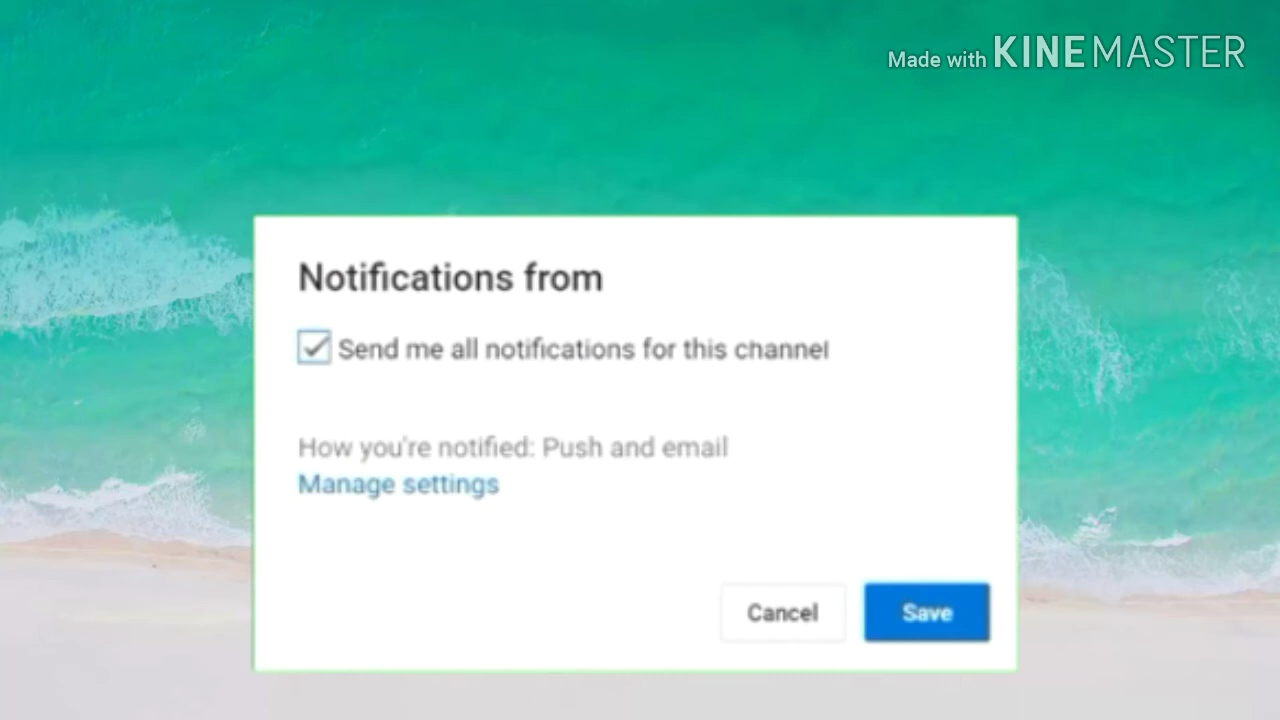 Made with KINEMASTER
Notifications from
Send me all notifications for this channel
How you're notified: Push and email
Manage settings
Cancel
Save